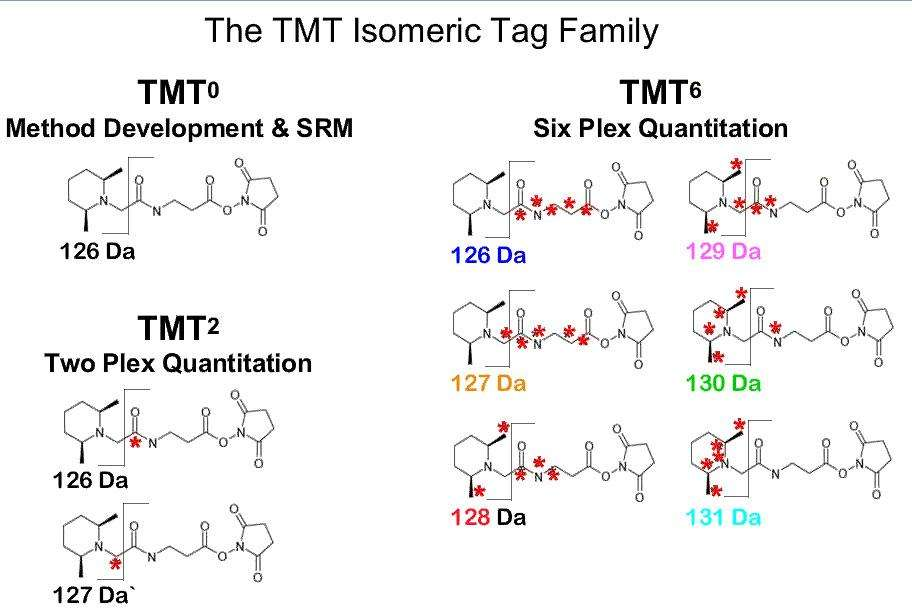 The TMT Isomeric Tag Family
TMT0
Method Development & SRM
O
O
O
N
N
N
O
O
126 Da
TMT2
Two Plex Quantitation
O
O
O
N
N
N
O
O
*
126 Da
O
O
O
N
N
N
O
O
*
127 Da`
TMT6
Six Plex Quantitation
O
O
O
N
N
N
O
O
* * * * *
126 Da
O
O
O
N
N
N
O
O
* * * * *
129 Da
O
O
O
N
N
N
O
O
* * * * *
127 Da
O
O
O
N
N
N
O
O
* * * * *
130 Da
O
O
O
N
N
N
O
O
* * * * *
128 Da
O
O
O
N
N
N
O
O
* * * * *
131 Da